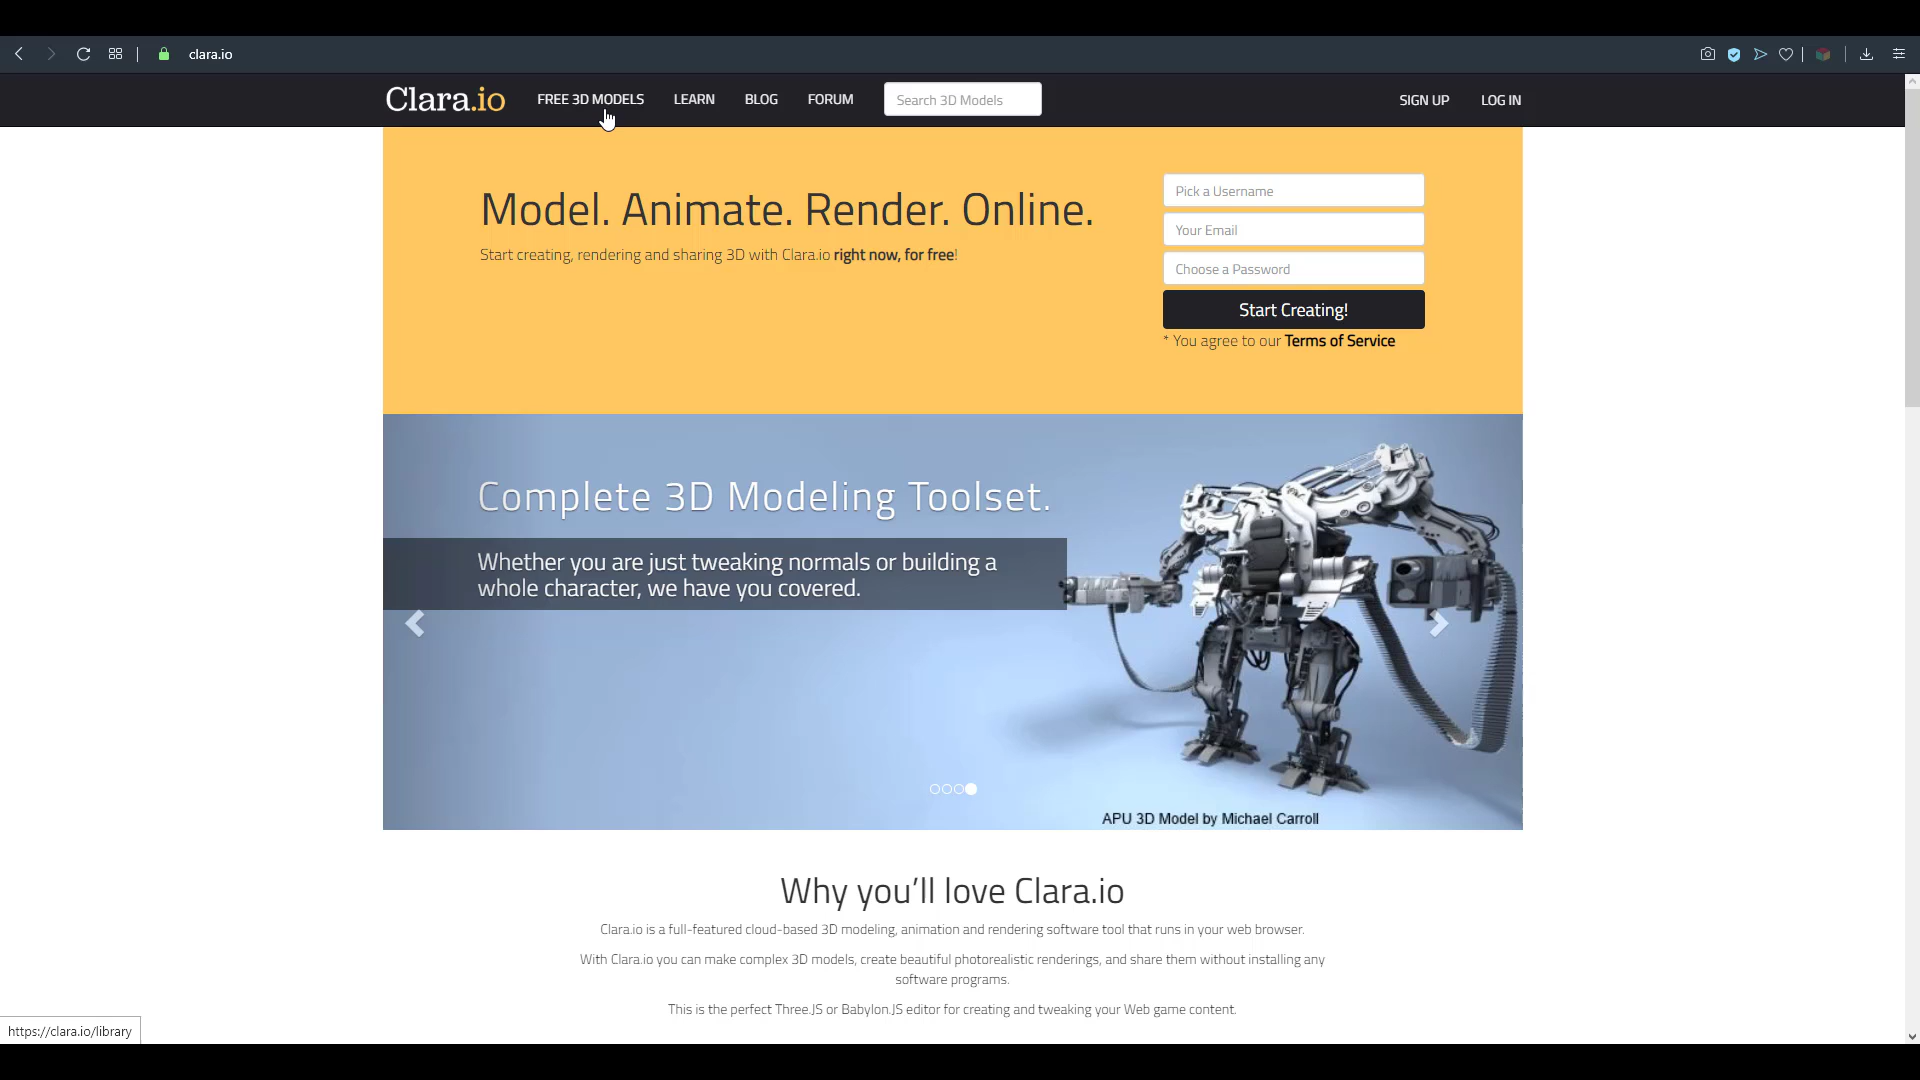 clara.io
Clara.io
FREE 3D MODELS
LEARN
BLOG
FORUM
Search 3D Models
SIGN UP
LOG IN
Model. Animate. Render. Online.
Start creating, rendering and sharing 3D with Clara.io right now, for free!
Pick a Username
Your Email
Choose a Password
Start Creating!
* You agree to our Terms of Service
Complete 3D Modeling Toolset.
Whether you are just tweaking normals or building a
whole character, we have you covered.
APU 3D Model by Michael Carroll
Why you'll love Clara.io
Clara.io is a full-featured cloud-based 3D modeling, animation and rendering software tool that runs in your web browser.
With Clara.io you can make complex 3D models, create beautiful photorealistic renderings, and share them without installing any
software programs.
This is the perfect Three.JS or Babylon.JS editor for creating and tweaking your Web game content.
https://clara.io/library